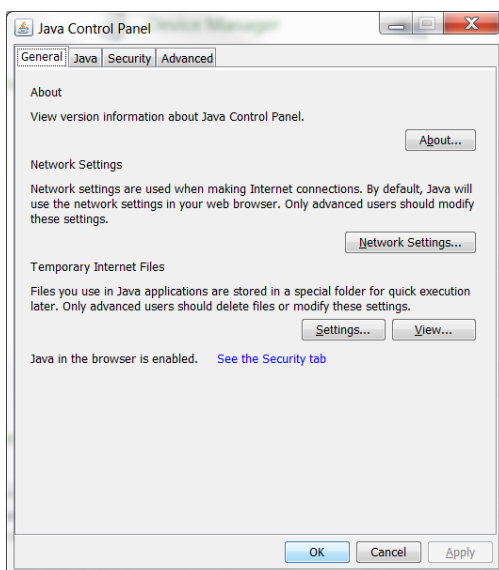 Device Manager
Java Control Panel
General Java Security Advanced
About
View version information about Java Control Panel.
About...
Network Settings
Network settings are used when making Internet connections. By default, Java will
use the network settings in your web browser. Only advanced users should modify
these settings.
Network Settings...
Temporary Internet Files
Files you use in Java applications are stored in a special folder for quick execution
later. Only advanced users should delete files or modify these settings.
Settings... View...
Java in the browser is enabled. See the Security tab
OK Cancel Apply